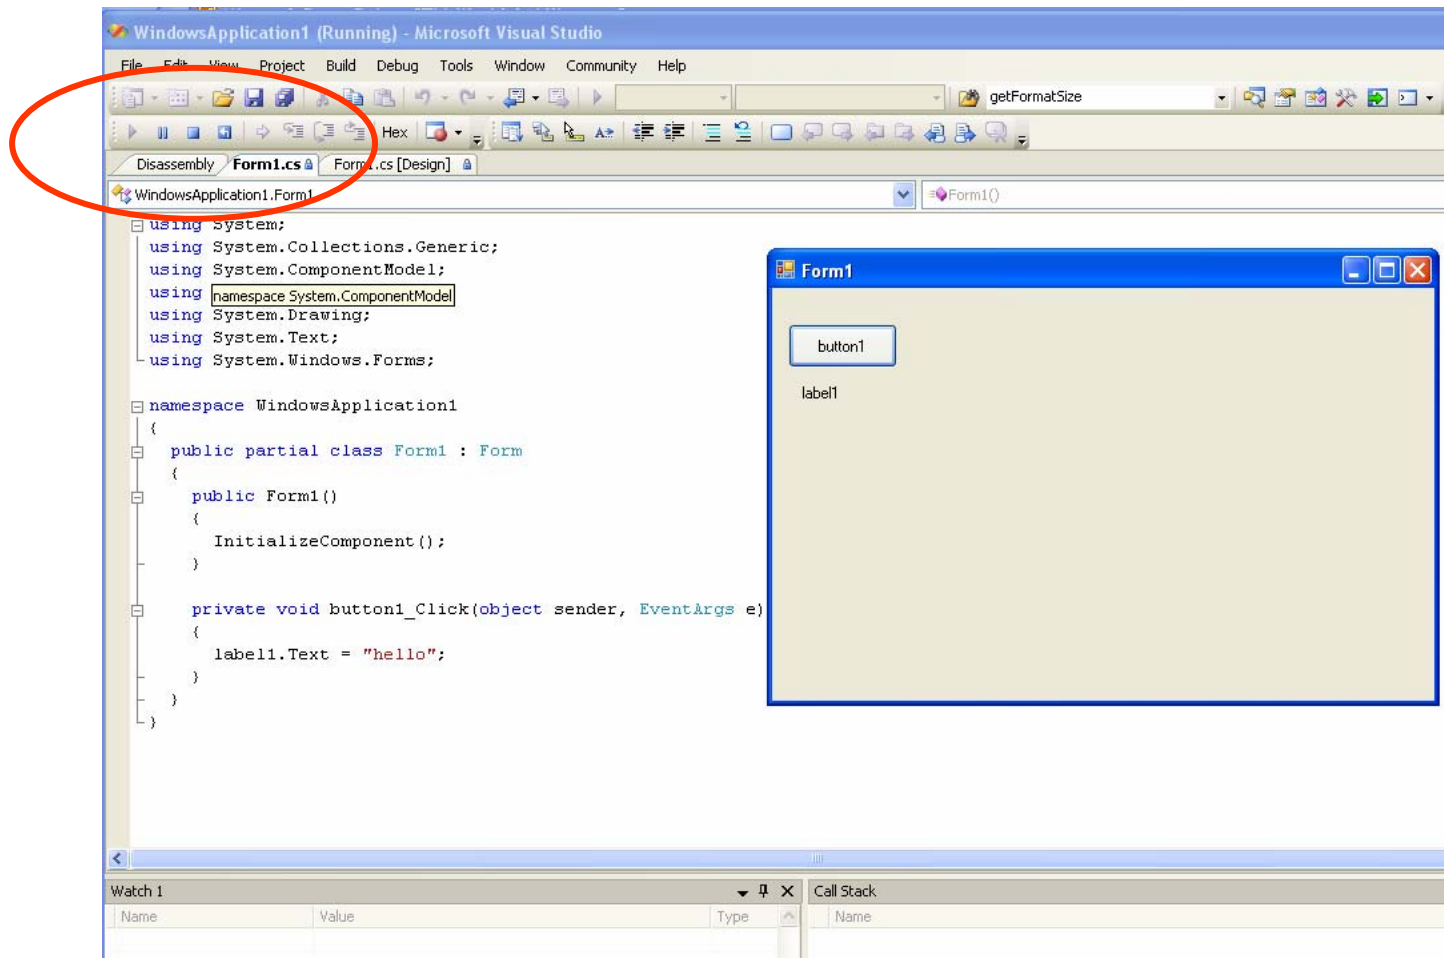 WindowsApplication1 (Running) - Microsoft Visual Studio
File Edit View Project Build Debug Tools Window Community Help
getFormatSize
Hex
Disassembly Form1.cs Form1.cs [Design]
WindowsApplication1.Form1 Form1()
using System;
using System.Collections.Generic;
using System.ComponentModel;
using namespace System.ComponentModel
using System.Drawing;
using System.Text;
using System.Windows.Forms;
namespace WindowsApplication1
{
public partial class Form1 : Form
{
public Form1()
{
InitializeComponent();
}
private void button1_Click(object sender, EventArgs e)
{
label1.Text = "hello";
}
}
}
Form1
button1
label1
Watch 1 Call Stack
Name Value Type Name